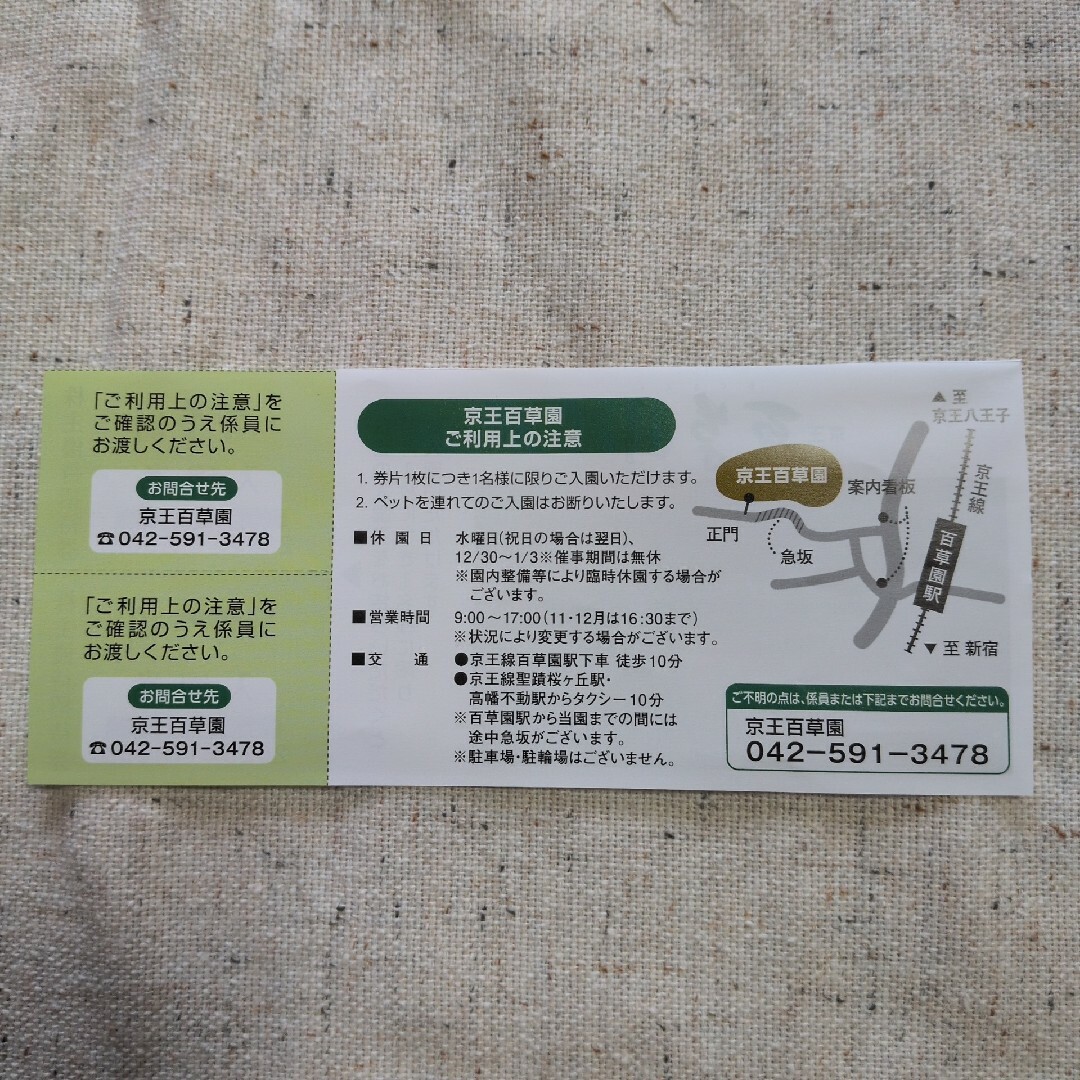 「ご利用上の注意」を
ご確認のうえ係員に
お渡しください。
お問合せ先
京王百草園
☎042-591-3478
「ご利用上の注意」を
ご確認のうえ係員に
お渡しください。
お問合せ先
京王百草園
☎042-591-3478
京王百草園
ご利用上の注意
1. 券片1枚につき1名様に限りご入園いただけます。
2. ペットを連れてのご入園はお断りいたします。
■休園日 水曜日(祝日の場合は翌日)、
12/30～1/3※催事期間は無休
※園内整備等により臨時休園する場合が
ございます。
■営業時間 9:00～17:00(11・12月は16:30まで)
※状況により変更する場合がございます。
■交 通 ●京王線百草園駅下車 徒歩10分
●京王線聖蹟桜ヶ丘駅・
高幡不動駅からタクシー10分
※百草園駅から当園までの間には
途中急坂がございます。
※駐車場・駐輪場はございません。
▲ 至
京王八王子
京王線
京王百草園
案内看板
正門
急坂
百草園駅
▼ 至 新宿
ご不明の点は、係員または下記までお問合せください。
京王百草園
042-591-3478